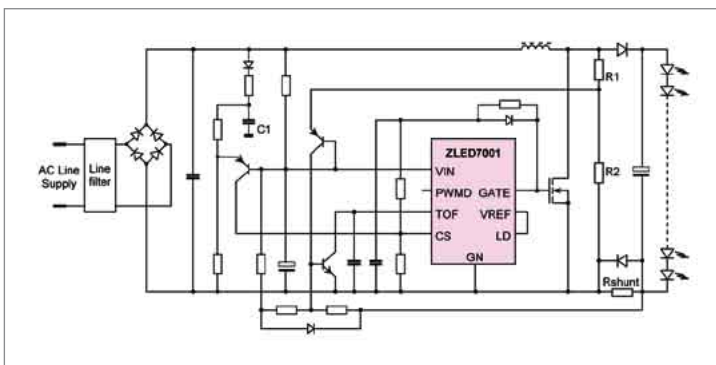 AC Line
Supply
Line
filter
C1
ZLED7001
VIN
PWMD
GATE
TOF
VREF
CS
LD
GN
R1
R2
Rshunt